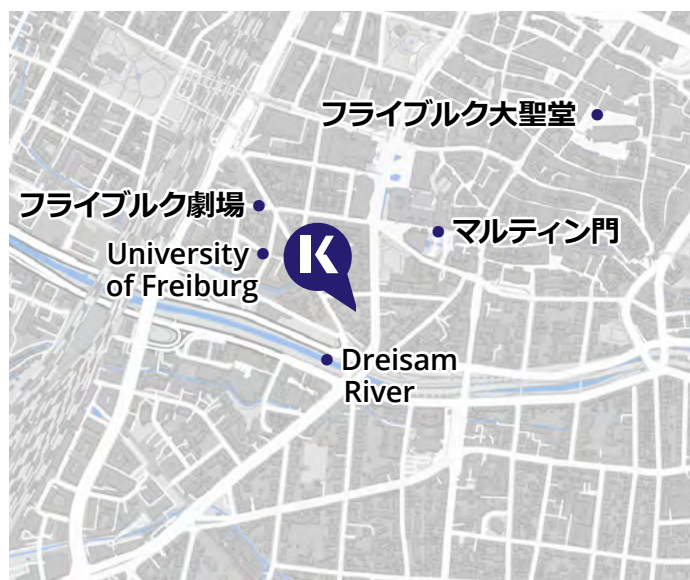 フライブルク大聖堂
フライブルク劇場
マルティン門
University
of Freiburg
K
Dreisam
River